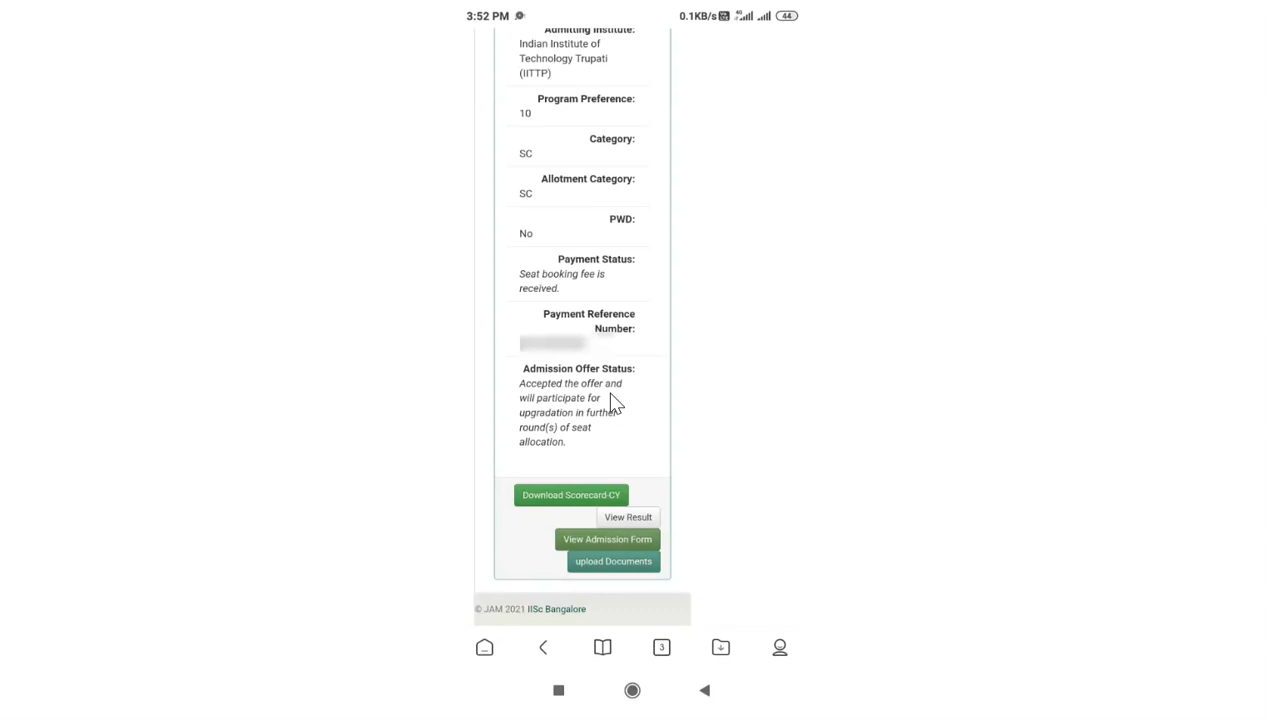 3:52 PM
0.1KB/s 4G 44
Admitting Institute:
Indian Institute of
Technology Trupati
(IITTP)
Program Preference:
10
Category:
SC
Allotment Category:
SC
PWD:
No
Payment Status:
Seat booking fee is
received.
Payment Reference
Number:
Admission Offer Status:
Accepted the offer and
will participate for
upgradation in further
round(s) of seat
allocation.
Download Scorecard-CY
View Result
View Admission Form
upload Documents
© JAM 2021 IISc Bangalore
3